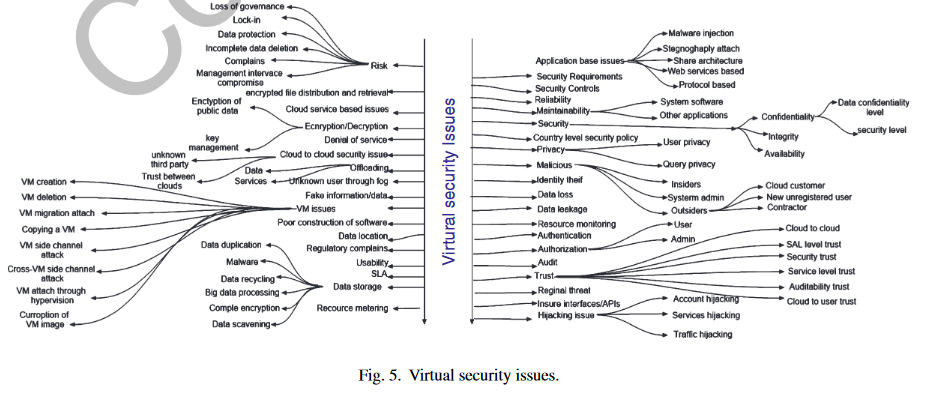 Loss of governance
Lock-in
Data protection
Incomplete data deletion
Complains
Management intervace
compromise
Risk
encrypted file distribution and retrieval
Enctyption of
public data
Cloud service based issues
Ecnryption/Decryption
key
management
Denial of service
unknown
third party
Cloud to cloud security issue
Trust between
clouds
Data
Services
Offloading
Unknown user through fog
Fake information/data
VM creation
VM deletion
VM migration attach
Copying a VM
VM side channel
attack
Cross-VM side channel
attack
VM attach through
hypervision
Curroption of
VM image
VM issues
Poor construction of software
Data location
Regulatory complains
Usability
SLA
Data duplication
Malware
Data recycling
Big data processing
Comple encryption
Data scavening
Data storage
Recource metering
Virtural security Issues
Application base issues
Malware injection
Stegnoghaply attach
Share architecture
Web services based
Protocol based
Security Requirements
Security Controls
Reliability
Maintainability
System software
Other applications
Security
Confidentiality
Data confidentiality
level
security level
Integrity
Availability
Country level security policy
Privacy
User privacy
Query privacy
Malicious
Insiders
Systerm admin
Outsiders
Cloud customer
New unregistered user
Contractor
Identity theif
Data loss
Data leakage
Resource monitoring
Authentication
Authorization
User
Admin
Audit
Trust
Cloud to cloud
SAL level trust
Security trust
Service level trust
Auditability trust
Cloud to user trust
Reginal threat
Insure interfaces/APIs
Hijacking issue
Account hijacking
Services hijacking
Traffic hijacking
Fig. 5. Virtual security issues.